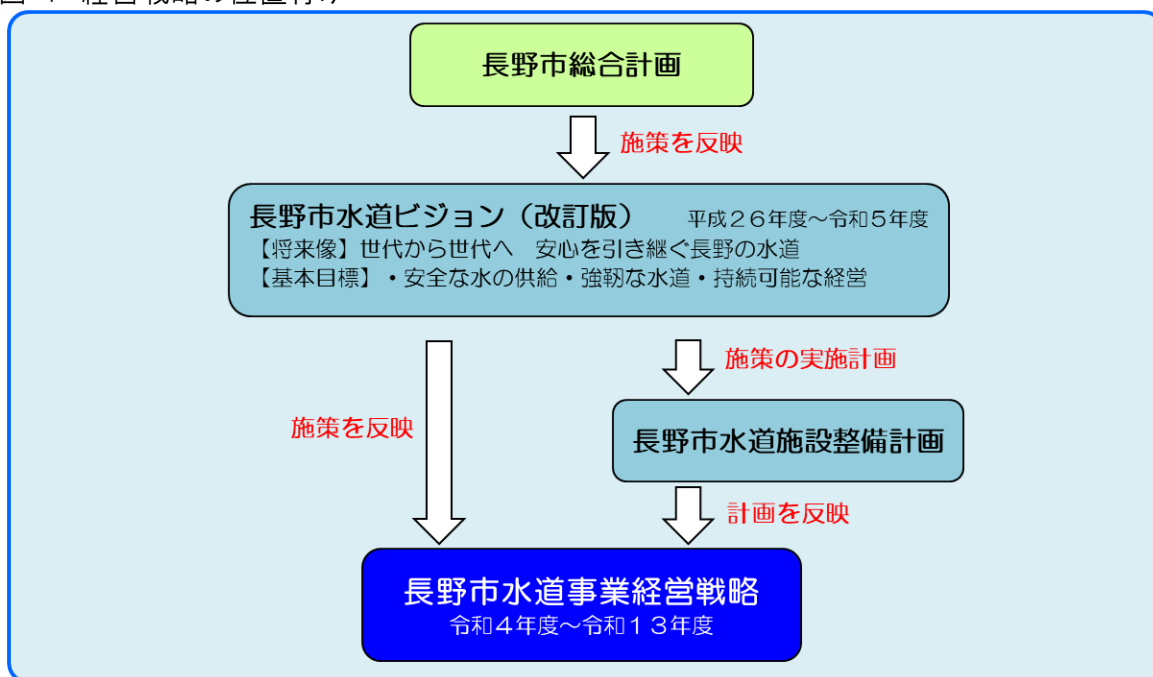 長野市総合計画
施策を反映
長野市水道ビジョン（改訂版） 平成２６年度～令和５年度
【将来像】世代から世代へ 安心を引き継ぐ長野の水道
【基本目標】・安全な水の供給・強靭な水道・持続可能な経営
施策の実施計画
施策を反映
長野市水道施設整備計画
計画を反映
長野市水道事業経営戦略
令和４年度～令和１３年度